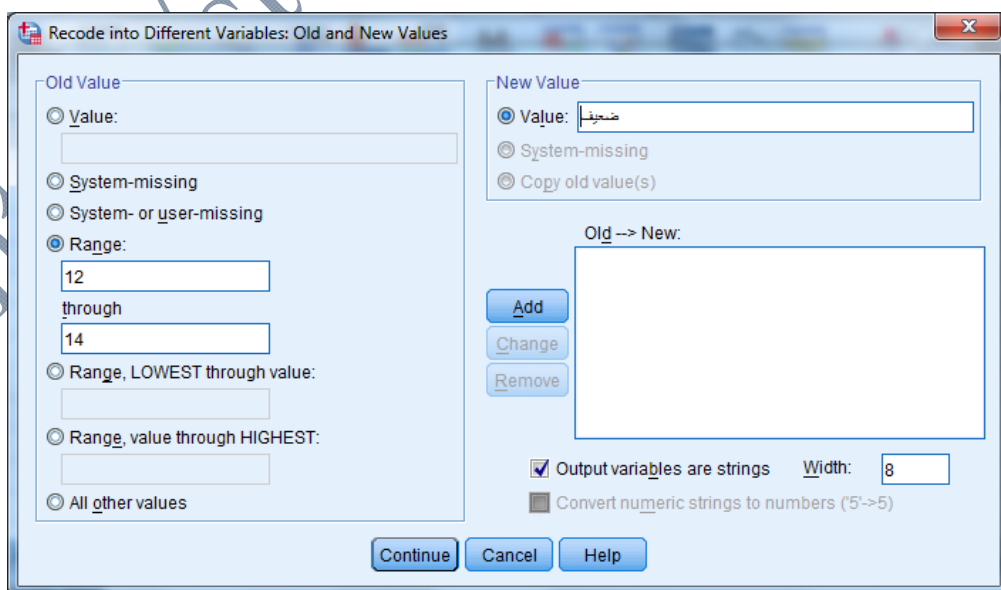 Recode into Different Variables: Old and New Values
Old Value
Value:
System-missing
System- or user-missing
Range:
12
through
14
Range, LOWEST through value:
Range, value through HIGHEST:
All other values
New Value
Value: ضعيف
System-missing
Copy old value(s)
Old --> New:
Add
Change
Remove
Output variables are strings Width: 8
Convert numeric strings to numbers ('5'->5)
Continue Cancel Help